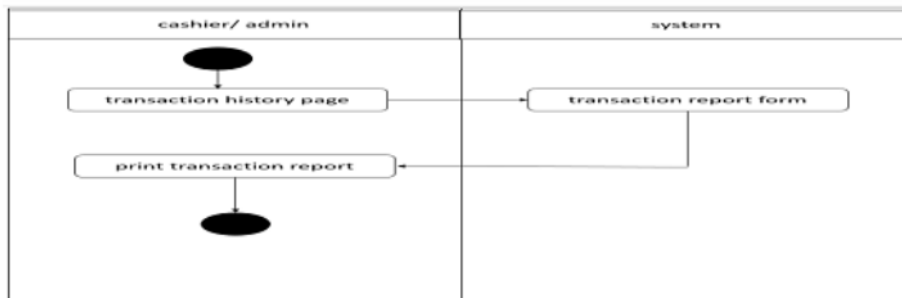 cashier/ admin
system
transaction history page
transaction report form
print transaction report